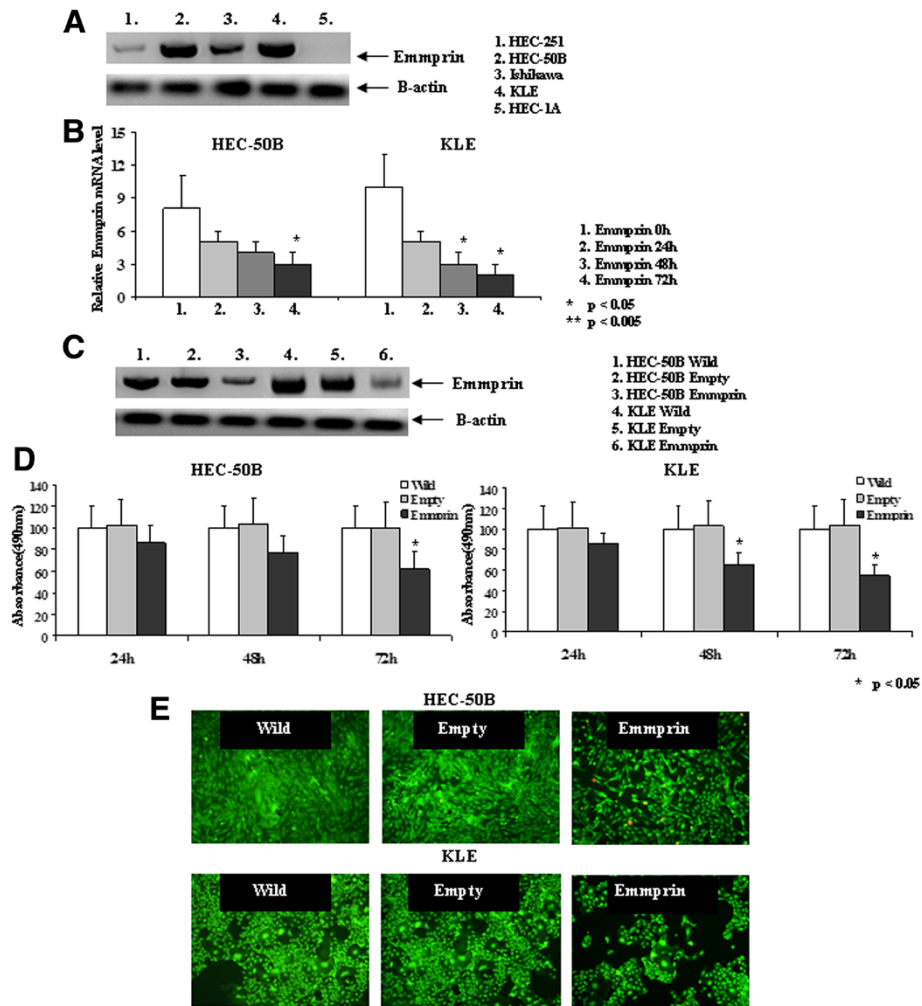 A
1. 2. 3. 4. 5.
Emmprin
B-actin
1. HEC-251
2. HEC-50B
3. Ishikawa
4. KLE
5. HEC-1A
B
HEC-50B
KLE
Relative Emmprin mRNA level
15
12
9
6
3
0
*
* *
1. 2. 3. 4.
1. 2. 3. 4.
1. Emmprin 0h
2. Emmprin 24h
3. Emmprin 48h
4. Emmprin 72h
* p < 0.05
** p < 0.005
C
1. 2. 3. 4. 5. 6.
Emmprin
B-actin
1. HEC-50B Wild
2. HEC-50B Empty
3. HEC-50B Emmprin
4. KLE Wild
5. KLE Empty
6. KLE Emmprin
D
HEC-50B
Absorbance(490nm)
140
120
100
80
60
40
20
0
Wild
Empty
Emmprin
*
24h 48h 72h
KLE
Absorbance(490nm)
140
120
100
80
60
40
20
0
Wild
Empty
Emmprin
* *
24h 48h 72h
* p < 0.05
E
HEC-50B
Wild Empty Emmprin
KLE
Wild Empty Emmprin